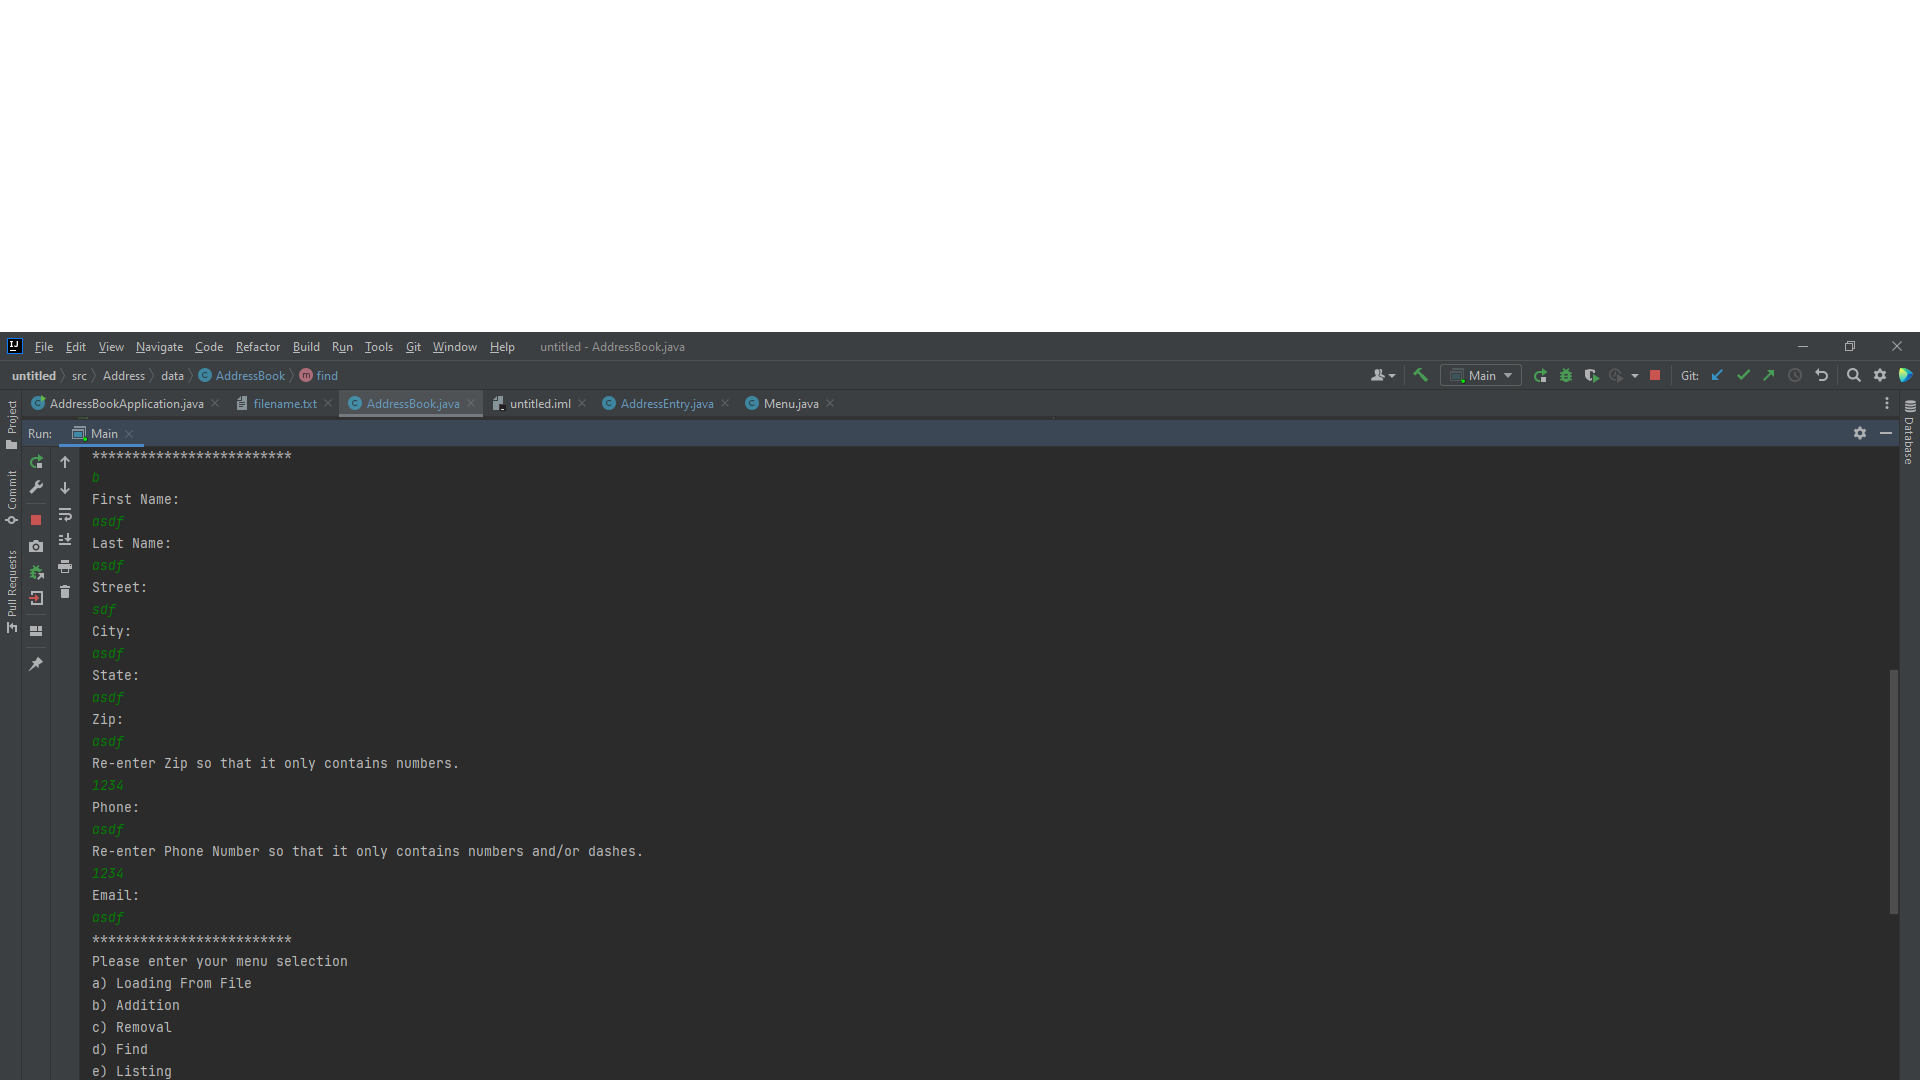 File Edit View Navigate Code Refactor Build Run Tools Git Window Help untitled - AddressBook.java
untitled src Address data AddressBook find Main Git:
AddressBookApplication.java filename.txt AddressBook.java untitled.iml AddressEntry.java Menu.java
Project
Commit
Pull Requests
Database
Run: Main
*************************
b
First Name:
asdf
Last Name:
asdf
Street:
sdf
City:
asdf
State:
asdf
Zip:
asdf
Re-enter Zip so that it only contains numbers.
1234
Phone:
asdf
Re-enter Phone Number so that it only contains numbers and/or dashes.
1234
Email:
asdf
*************************
Please enter your menu selection
a) Loading From File
b) Addition
c) Removal
d) Find
e) Listing